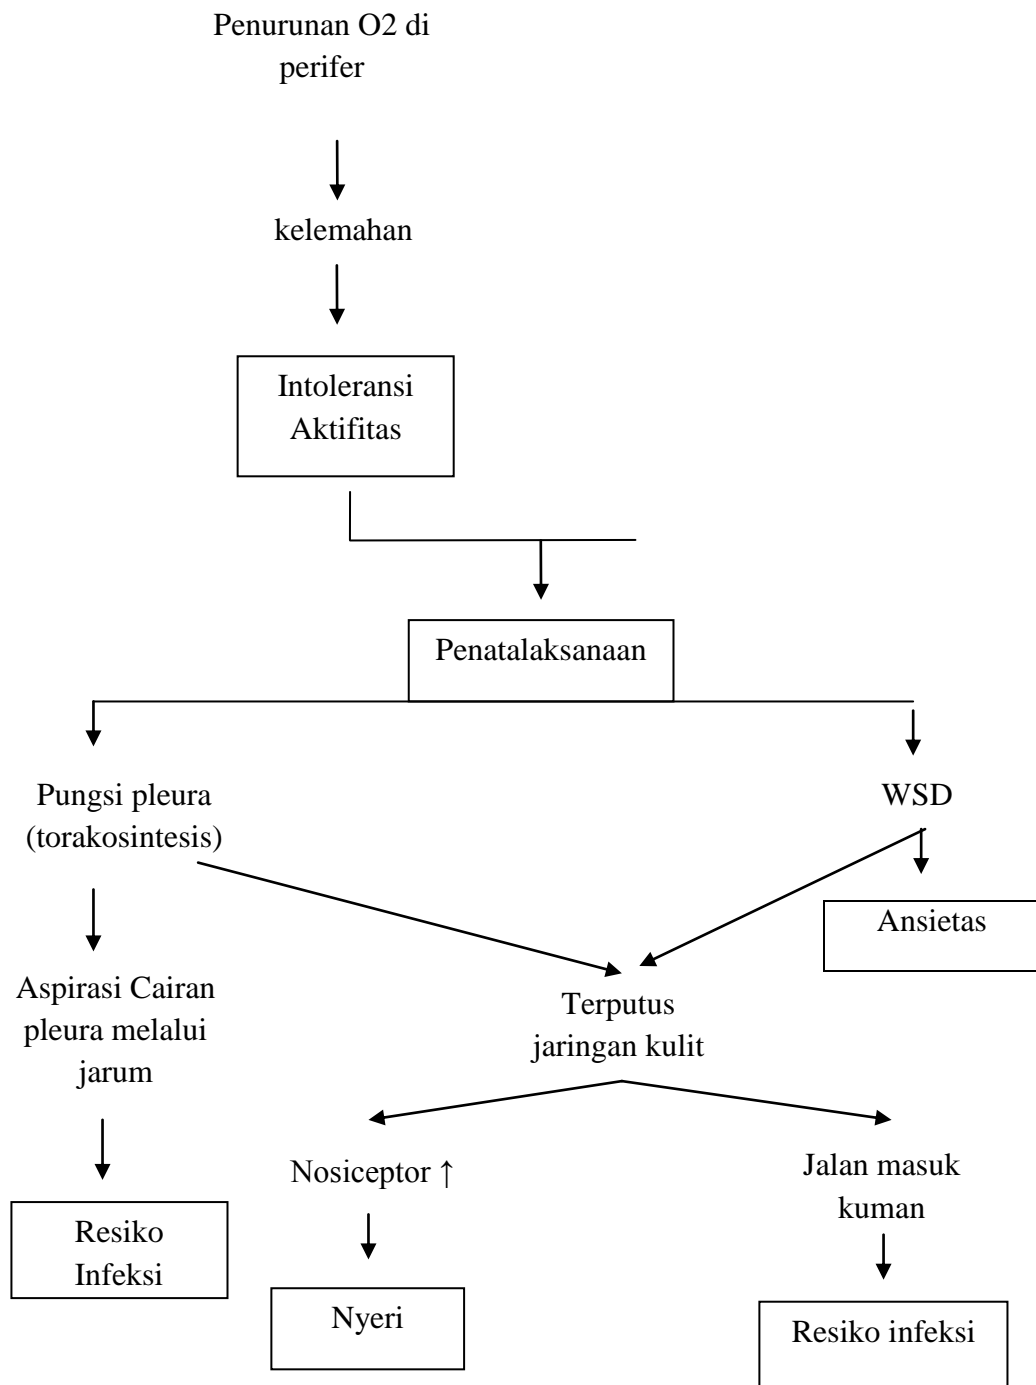 Penurunan O2 di
perifer
kelemahan
Intoleransi
Aktifitas
Penatalaksanaan
Pungsi pleura
(torakosintesis)
WSD
Ansietas
Aspirasi Cairan
pleura melalui
jarum
Terputus
jaringan kulit
Nosiceptor ↑
Jalan masuk
kuman
Resiko
Infeksi
Nyeri
Resiko infeksi